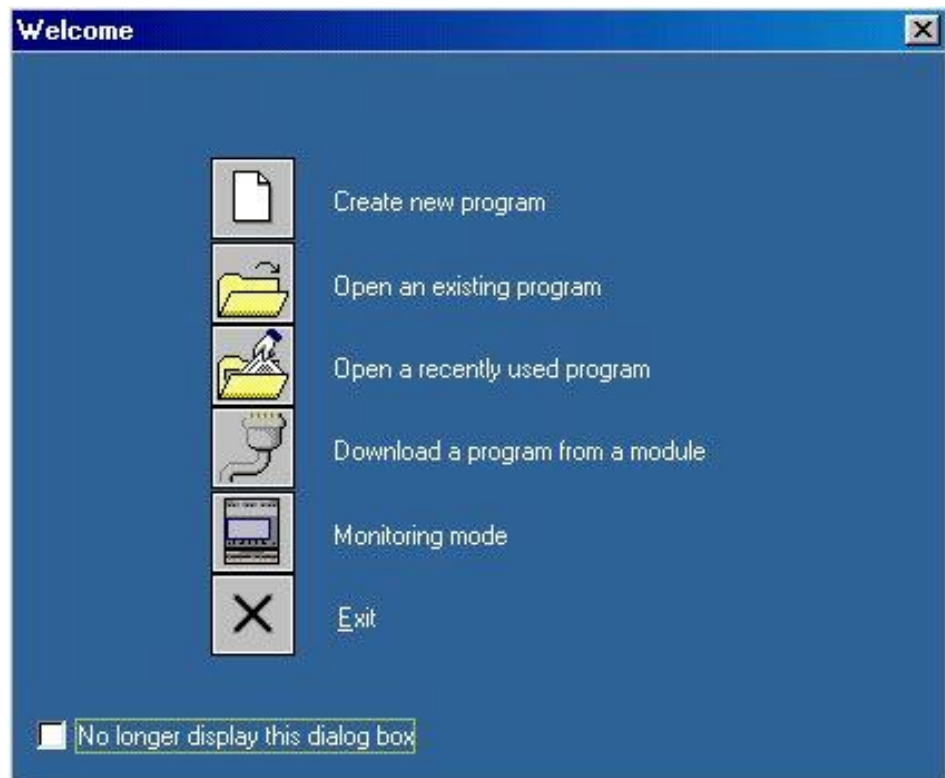 Welcome
Create new program
Open an existing program
Open a recently used program
Download a program from a module
Monitoring mode
Exit
No longer display this dialog box